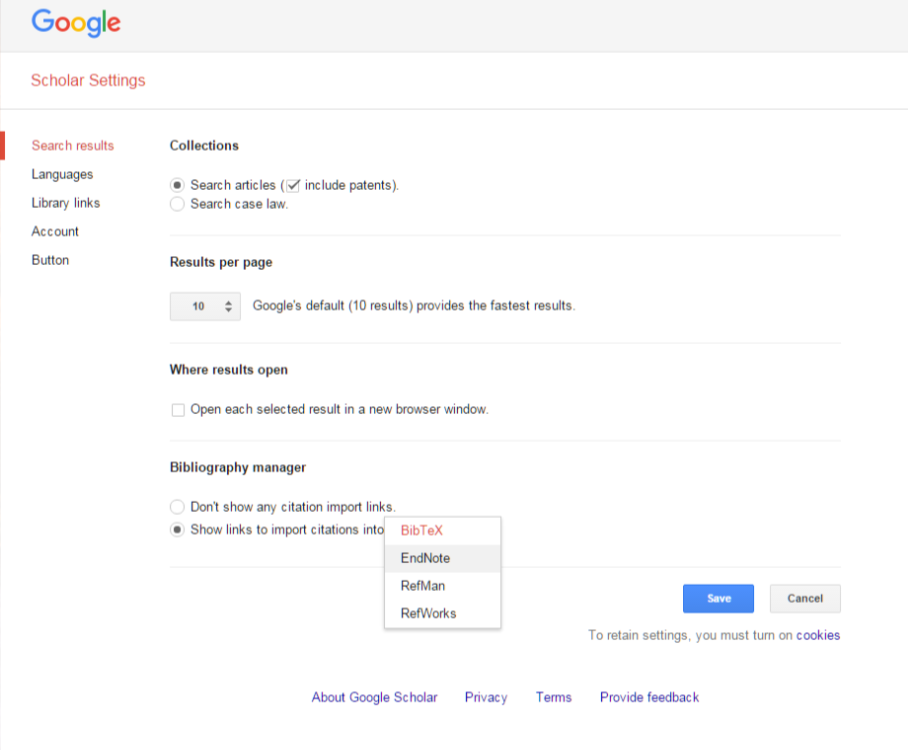 Google
Scholar Settings
Search results
Languages
Library links
Account
Button
Collections
Search articles (include patents).
Search case law.
Results per page
10 Google's default (10 results) provides the fastest results.
Where results open
Open each selected result in a new browser window.
Bibliography manager
Don't show any citation import links.
Show links to import citations into
BibTeX
EndNote
RefMan
RefWorks
Save Cancel
To retain settings, you must turn on cookies
About Google Scholar Privacy Terms Provide feedback